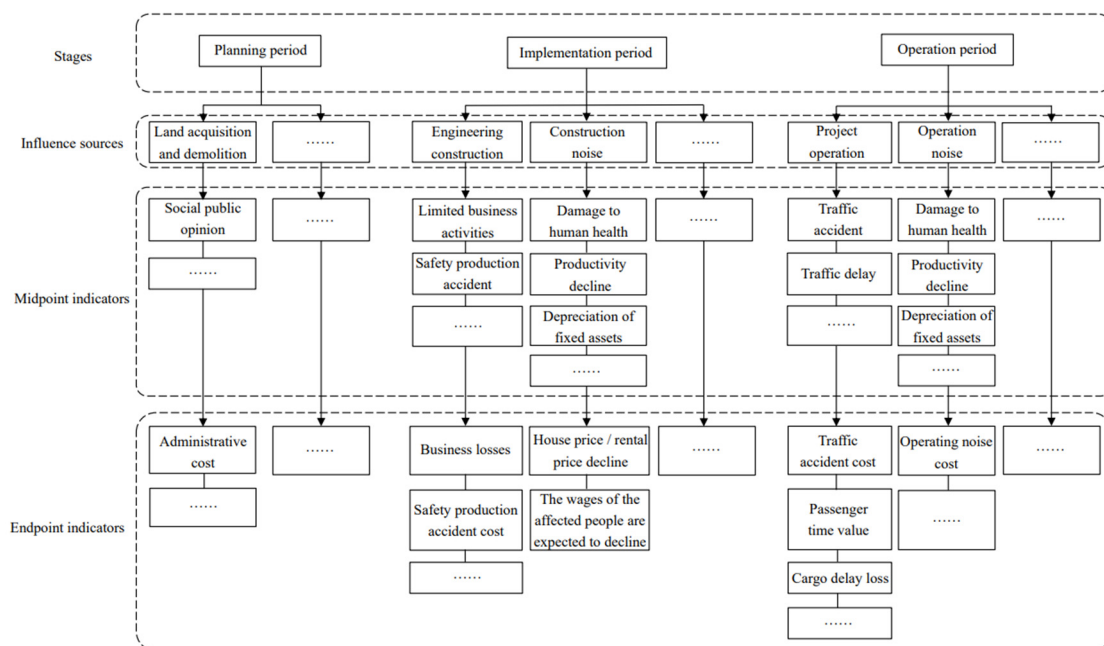 Stages
Planning period
Implementation period
Operation period
Influence sources
Land acquisition
and demolition
……
Engineering
construction
Construction
noise
……
Project
operation
Operation
noise
……
Midpoint indicators
Social public
opinion
……
……
Limited business
activities
Safety production
accident
……
Damage to
human health
Productivity
decline
Depreciation of
fixed assets
……
……
Traffic
accident
Traffic delay
……
Damage to
human health
Productivity
decline
Depreciation of
fixed assets
……
……
Endpoint indicators
Administrative
cost
……
……
Business losses
Safety production
accident cost
……
House price / rental
price decline
The wages of the
affected people are
expected to decline
……
Traffic
accident cost
Passenger
time value
Cargo delay loss
……
Operating noise
cost
……
……